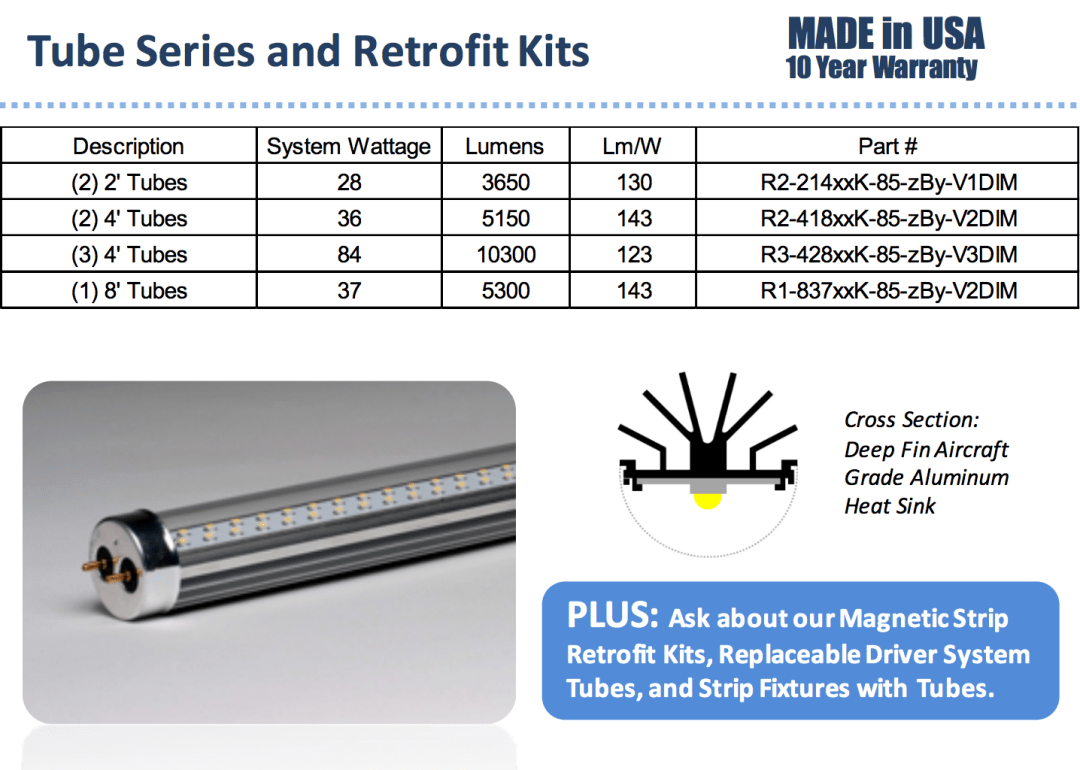 Tube Series and Retrofit Kits
MADE in USA
10 Year Warranty
Description System Wattage Lumens Lm/W Part #
(2) 2' Tubes 28 3650 130 R2-214xxK-85-zBy-V1DIM
(2) 4' Tubes 36 5150 143 R2-418xxK-85-zBy-V2DIM
(3) 4' Tubes 84 10300 123 R3-428xxK-85-zBy-V3DIM
(1) 8' Tubes 37 5300 143 R1-837xxK-85-zBy-V2DIM
Cross Section:
Deep Fin Aircraft
Grade Aluminum
Heat Sink
PLUS: Ask about our Magnetic Strip
Retrofit Kits, Replaceable Driver System
Tubes, and Strip Fixtures with Tubes.